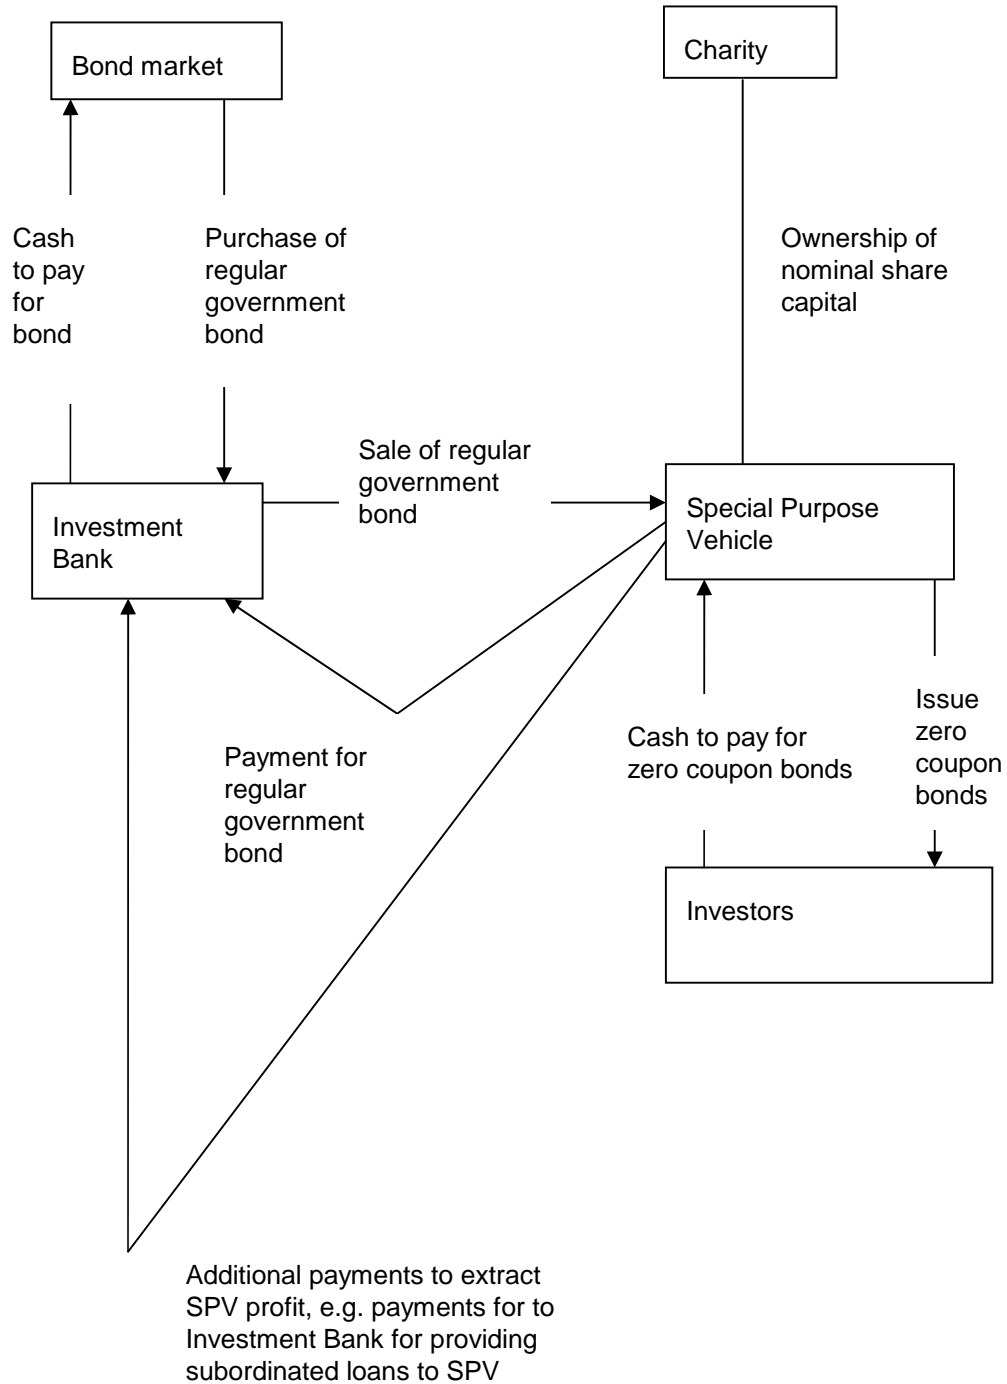 Bond market
Charity
Cash
to pay
for
bond
Purchase of
regular
government
bond
Ownership of
nominal share
capital
Sale of regular
government
bond
Investment
Bank
Special Purpose
Vehicle
Payment for
regular
government
bond
Cash to pay for
zero coupon bonds
Issue
zero
coupon
bonds
Investors
Additional payments to extract
SPV profit, e.g. payments for to
Investment Bank for providing
subordinated loans to SPV